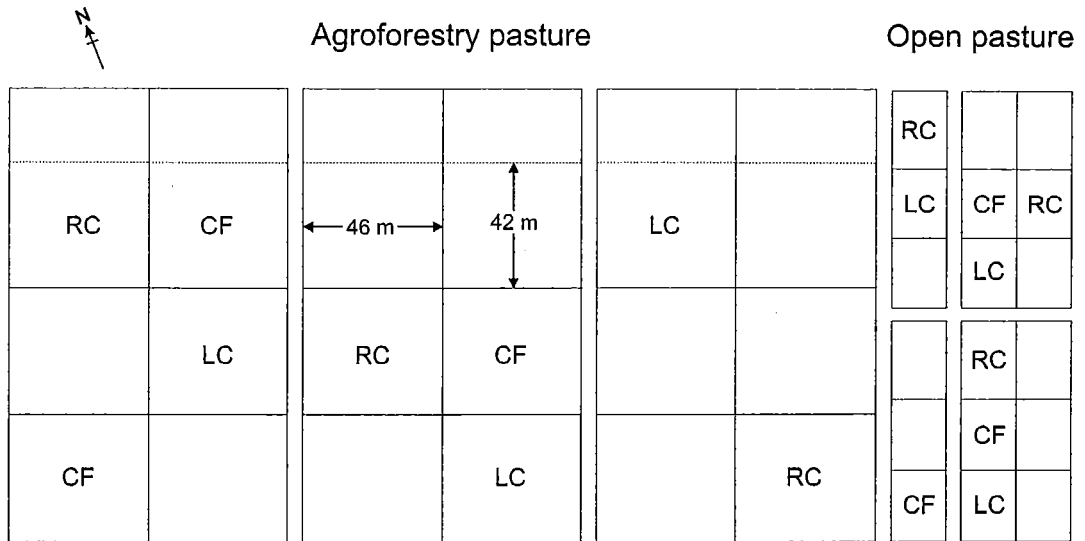 N
Agroforestry pasture
Open pasture
RC CF
46 m
42 m
LC
LC
RC CF
CF
LC
RC
RC
LC
CF RC
LC
RC
CF
CF
LC